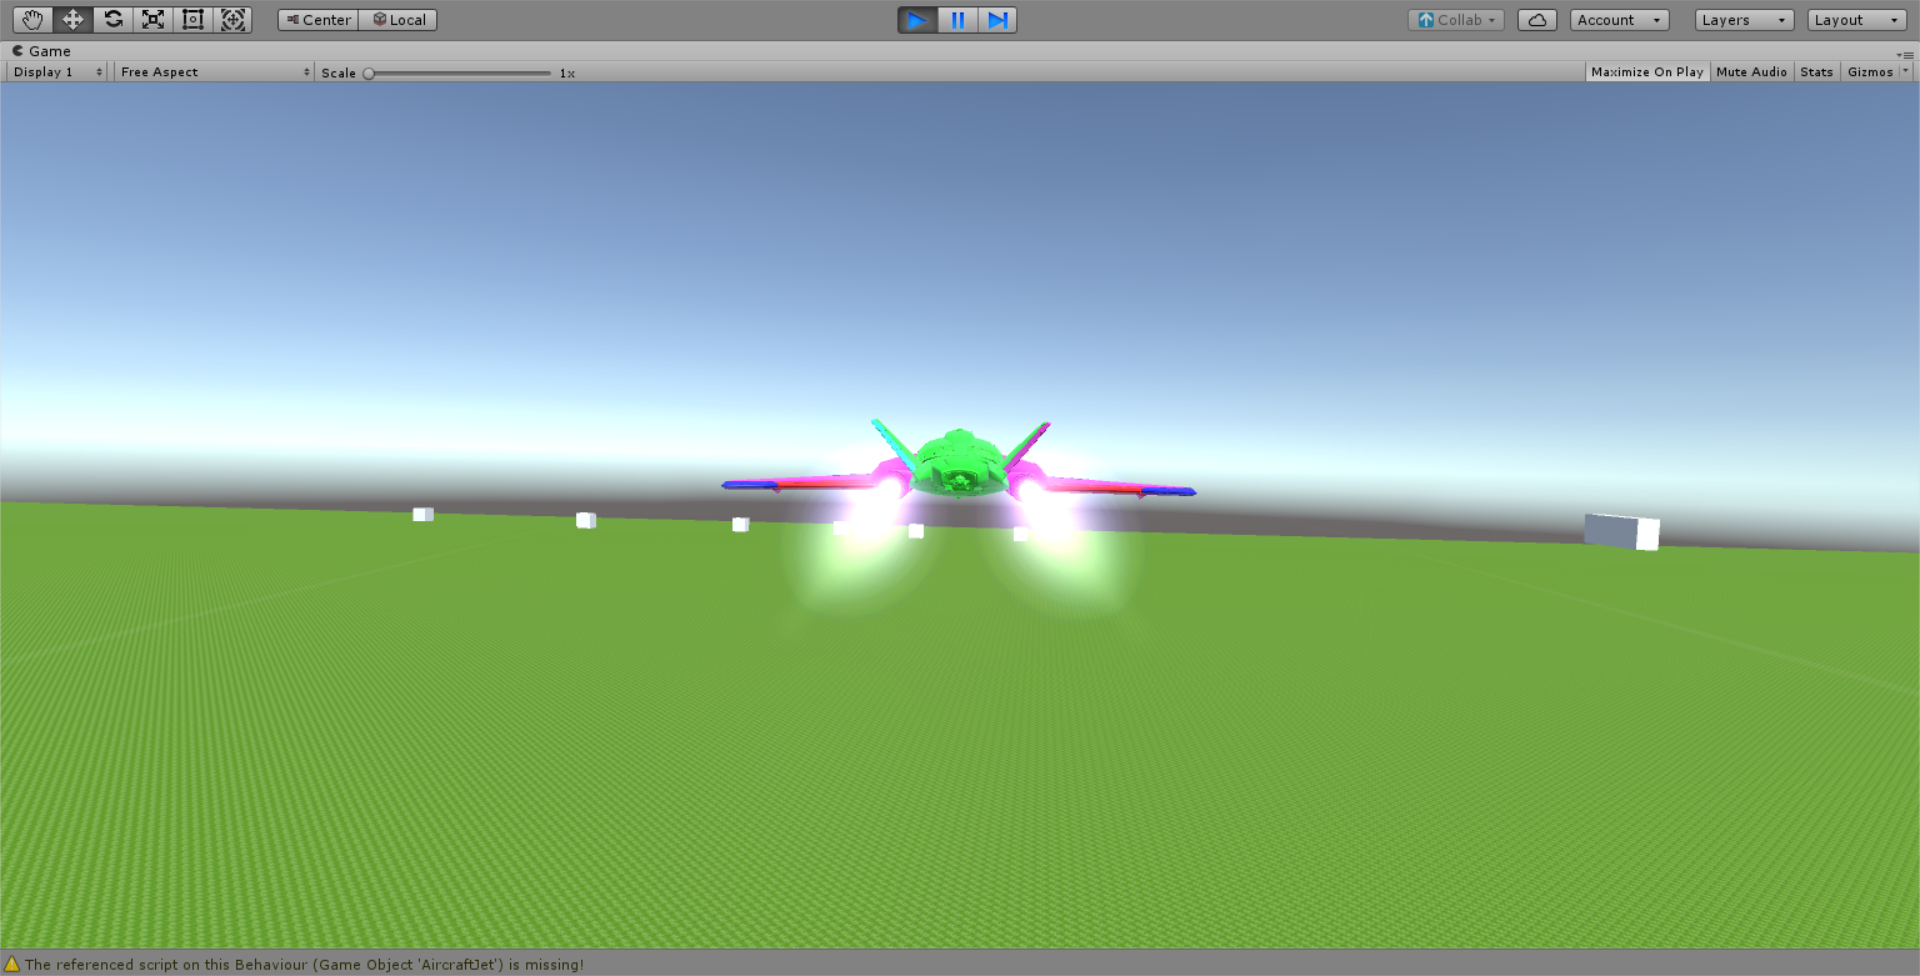 Center Local Collab Account Layers Layout
Game
Display 1 Free Aspect Scale 1x Maximize On Play Mute Audio Stats Gizmos
The referenced script on this Behaviour (Game Object 'AircraftJet') is missing!